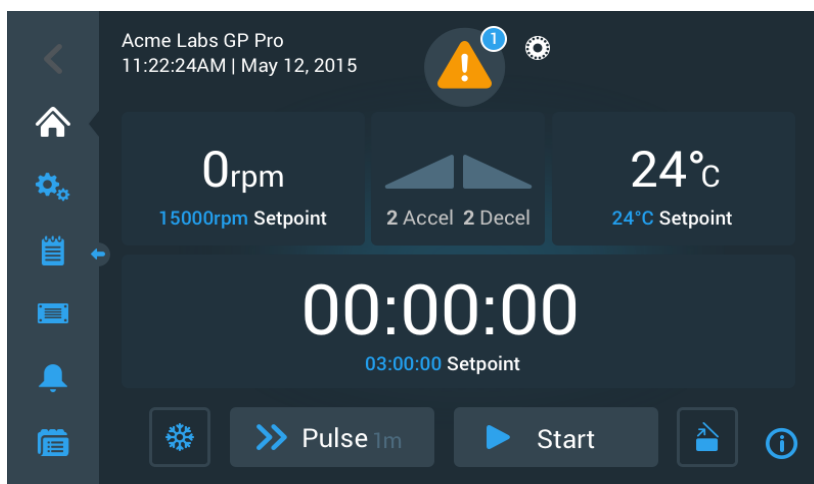 Acme Labs GP Pro
11:22:24AM | May 12, 2015
1
0rpm
15000rpm Setpoint
2 Accel 2 Decel
24°C
24°C Setpoint
00:00:00
03:00:00 Setpoint
Pulse 1m
Start